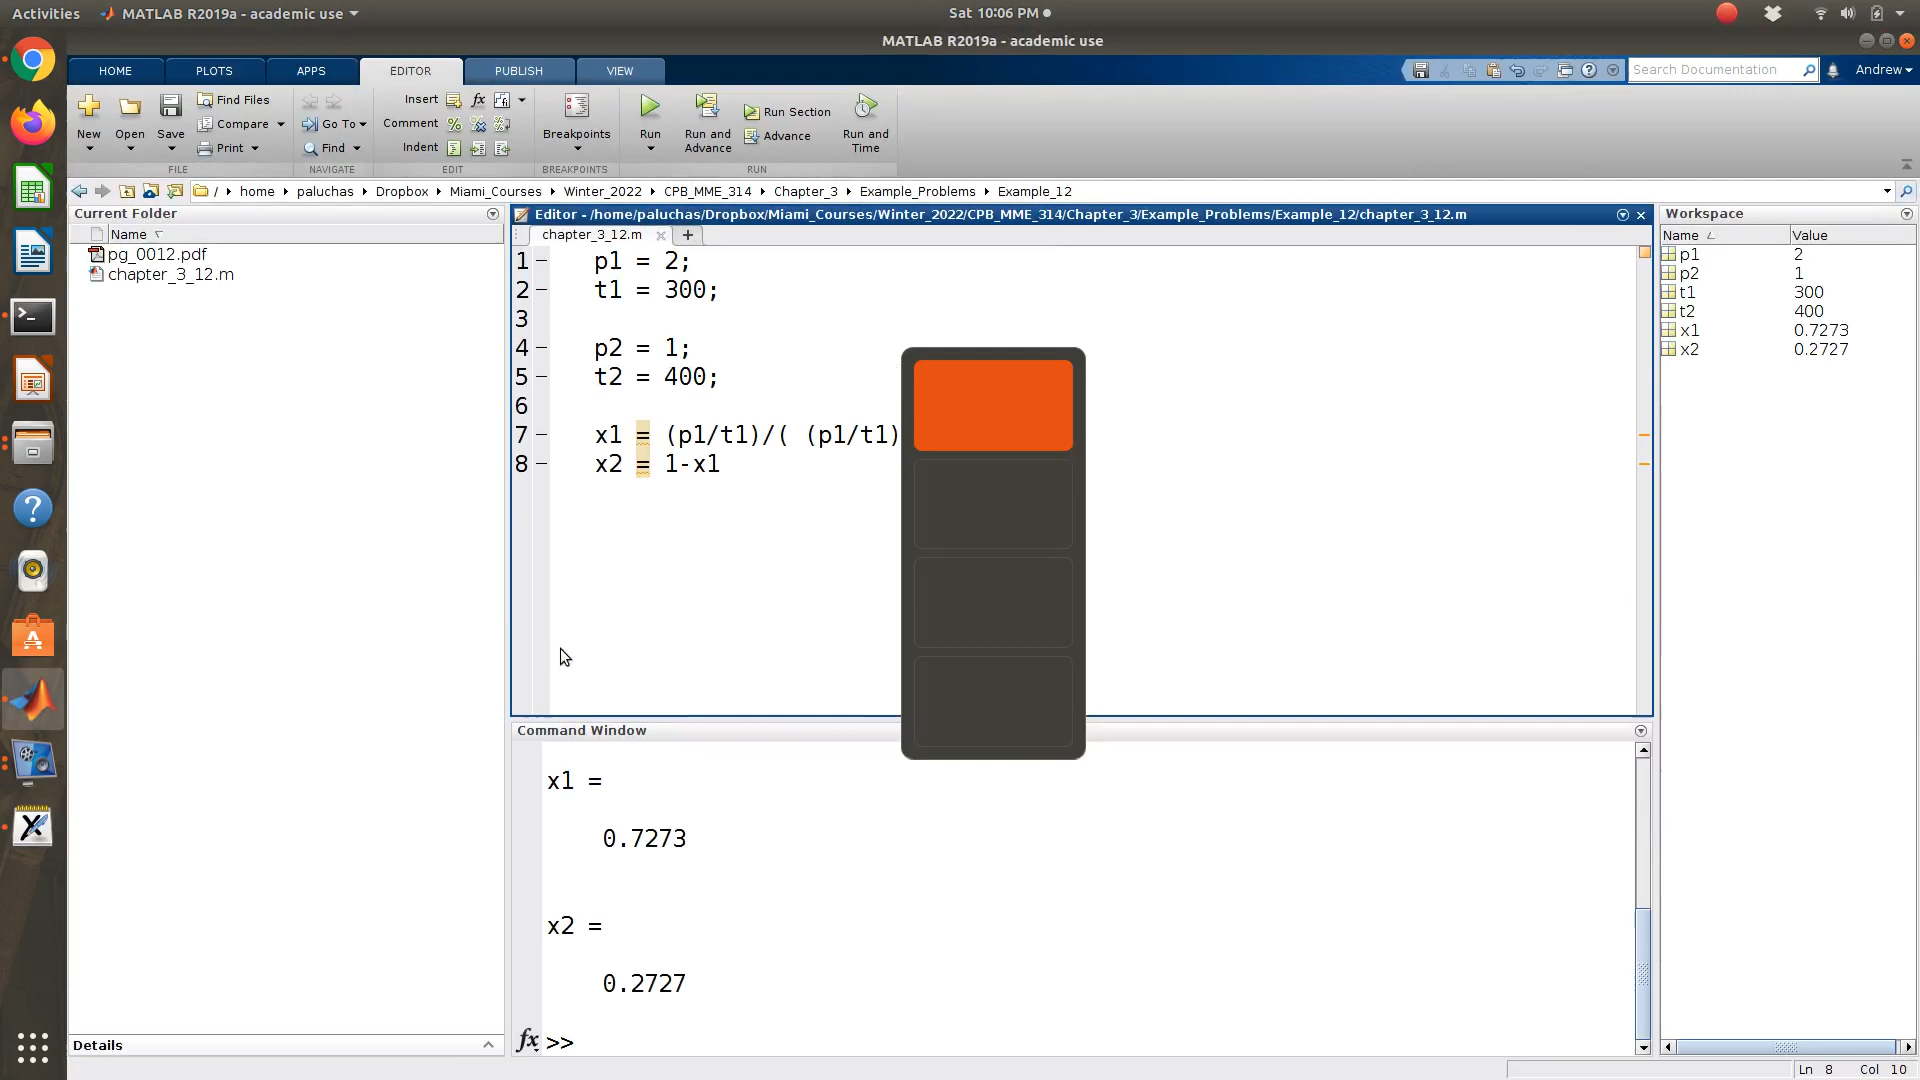 Activities
MATLAB R2019a - academic use
Sat 10:06 PM
MATLAB R2019a - academic use
HOME
PLOTS
APPS
EDITOR
PUBLISH
VIEW
Search Documentation
Andrew
New
Open
Save
Find Files
Compare
Print
FILE
Go To
Find
NAVIGATE
Insert
fx
Comment
Indent
EDIT
Breakpoints
BREAKPOINTS
Run
Run and
Advance
Run Section
Advance
Run and
Time
RUN
/ home paluchas Dropbox Miami_Courses Winter_2022 CPB_MME_314 Chapter_3 Example_Problems Example_12
Current Folder
Name
pg_0012.pdf
chapter_3_12.m
Details
Editor - /home/paluchas/Dropbox/Miami_Courses/Winter_2022/CPB_MME_314/Chapter_3/Example_Problems/Example_12/chapter_3_12.m
chapter_3_12.m
1 p1 = 2;
2 t1 = 300;
3
4 p2 = 1;
5 t2 = 400;
6
7 x1 = (p1/t1)/( (p1/t1)
8 x2 = 1-x1
Command Window
x1 =
0.7273
x2 =
0.2727
fx >>
Workspace
Name Value
p1 2
p2 1
t1 300
t2 400
x1 0.7273
x2 0.2727
Ln 8 Col 10